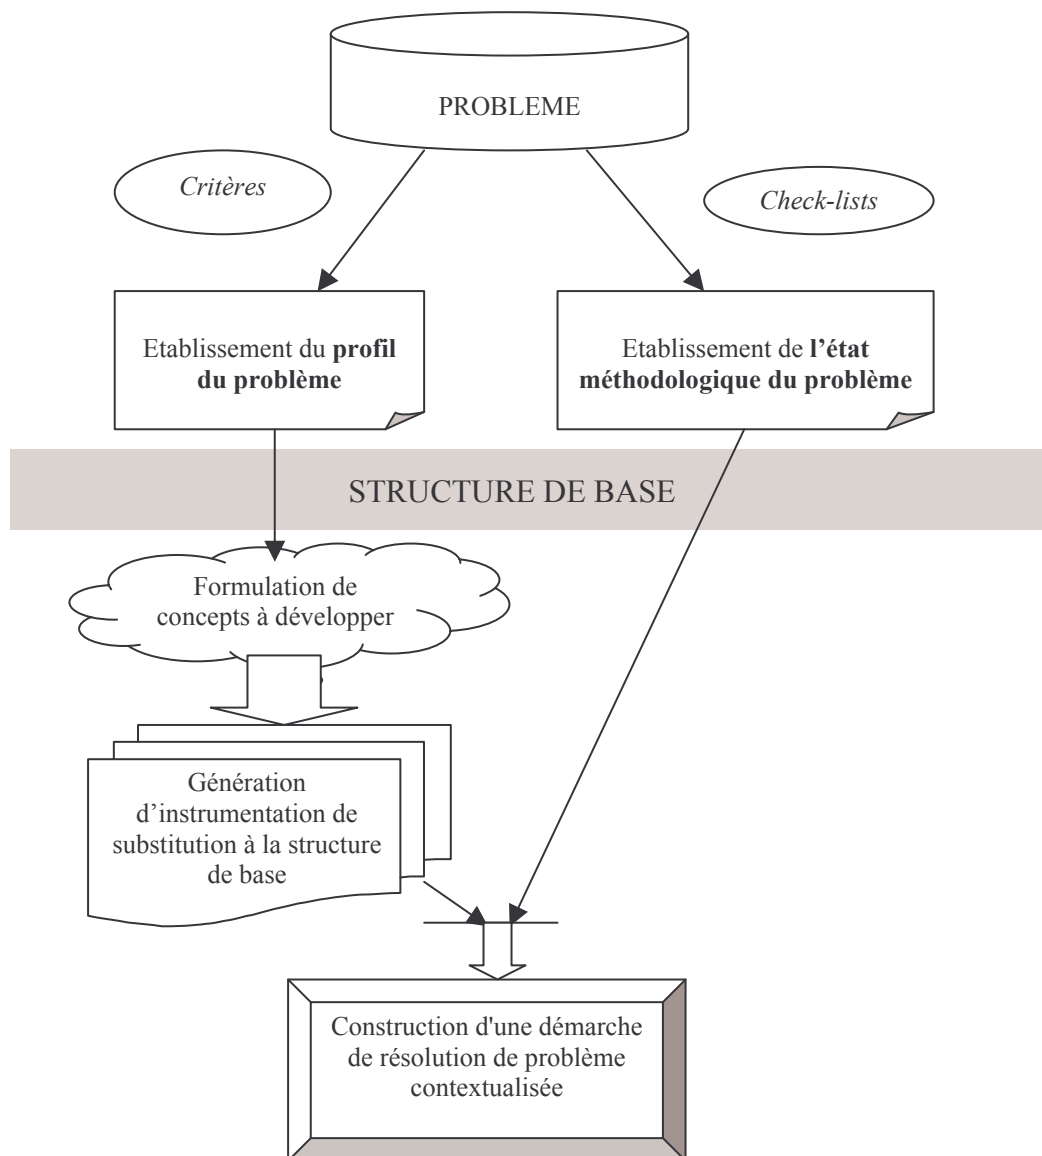 PROBLEME
Critères
Check-lists
Etablissement du profil
du problème
Etablissement de l’état
méthodologique du problème
STRUCTURE DE BASE
Formulation de
concepts à développer
Génération
d’instrumentation de
substitution à la structure
de base
Construction d'une démarche
de résolution de problème
contextualisée